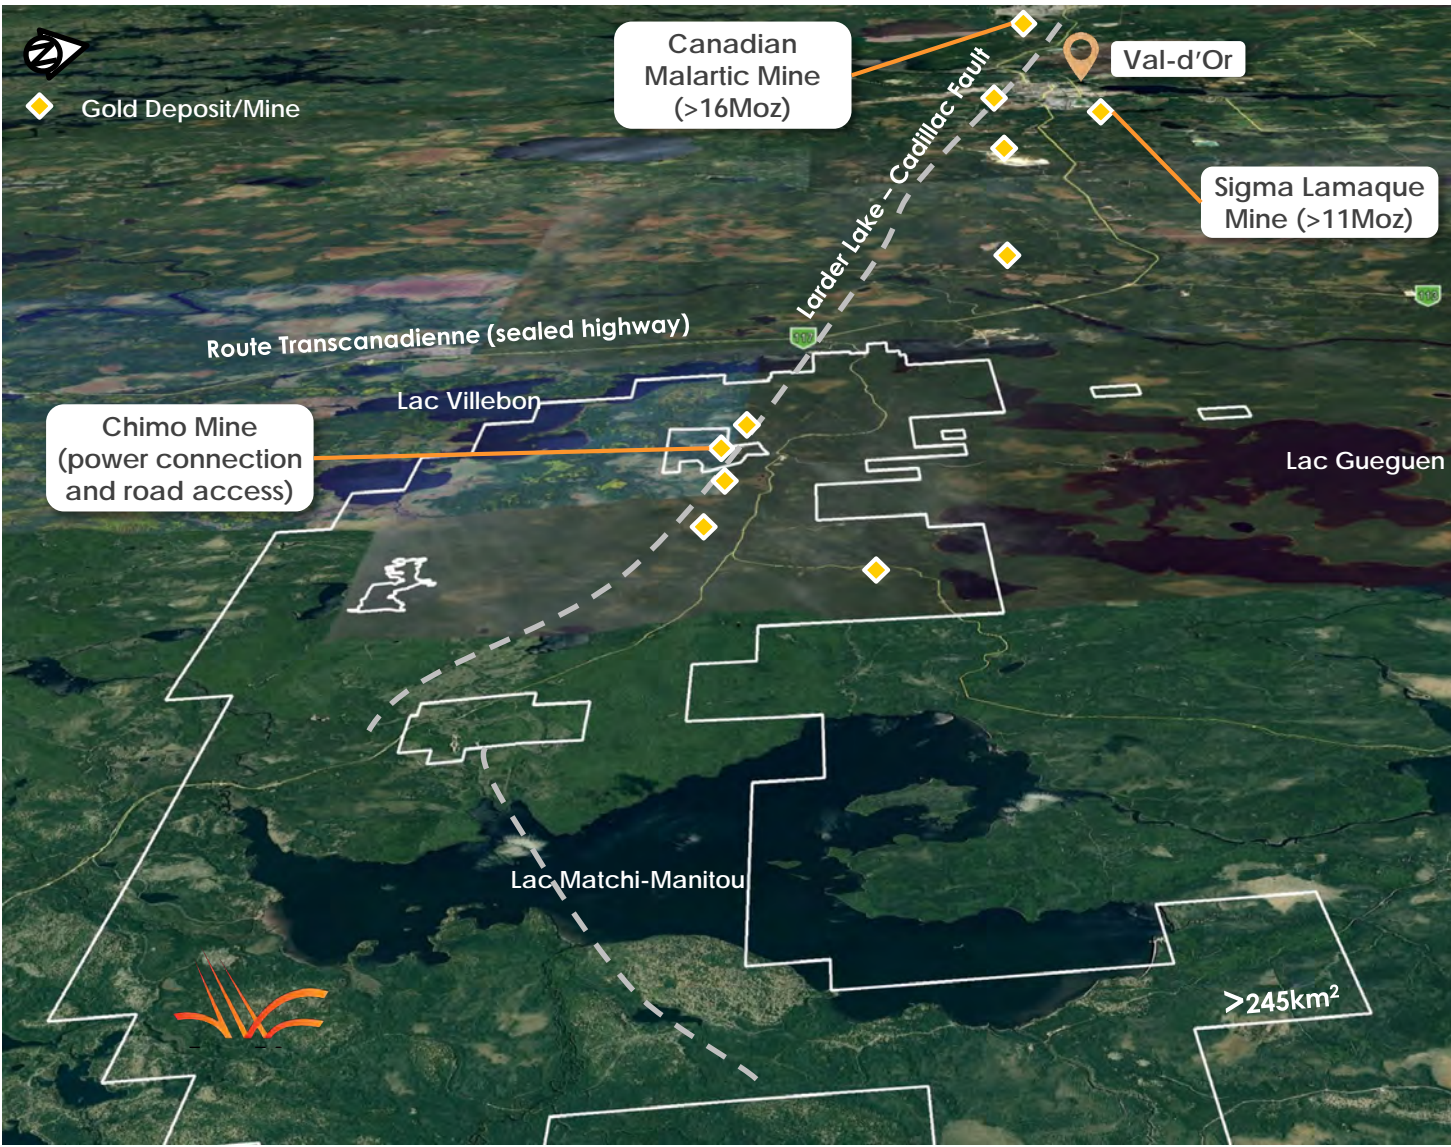 N
Gold Deposit/Mine
Canadian
Malartic Mine
(>16Moz)
Val-d'Or
Sigma Lamaque
Mine (>11Moz)
Larder Lake – Cadillac Fault
Route Transcanadienne (sealed highway)
Lac Villebon
Chimo Mine
(power connection
and road access)
Lac Gueguen
Lac Matchi-Manitou
>245km²